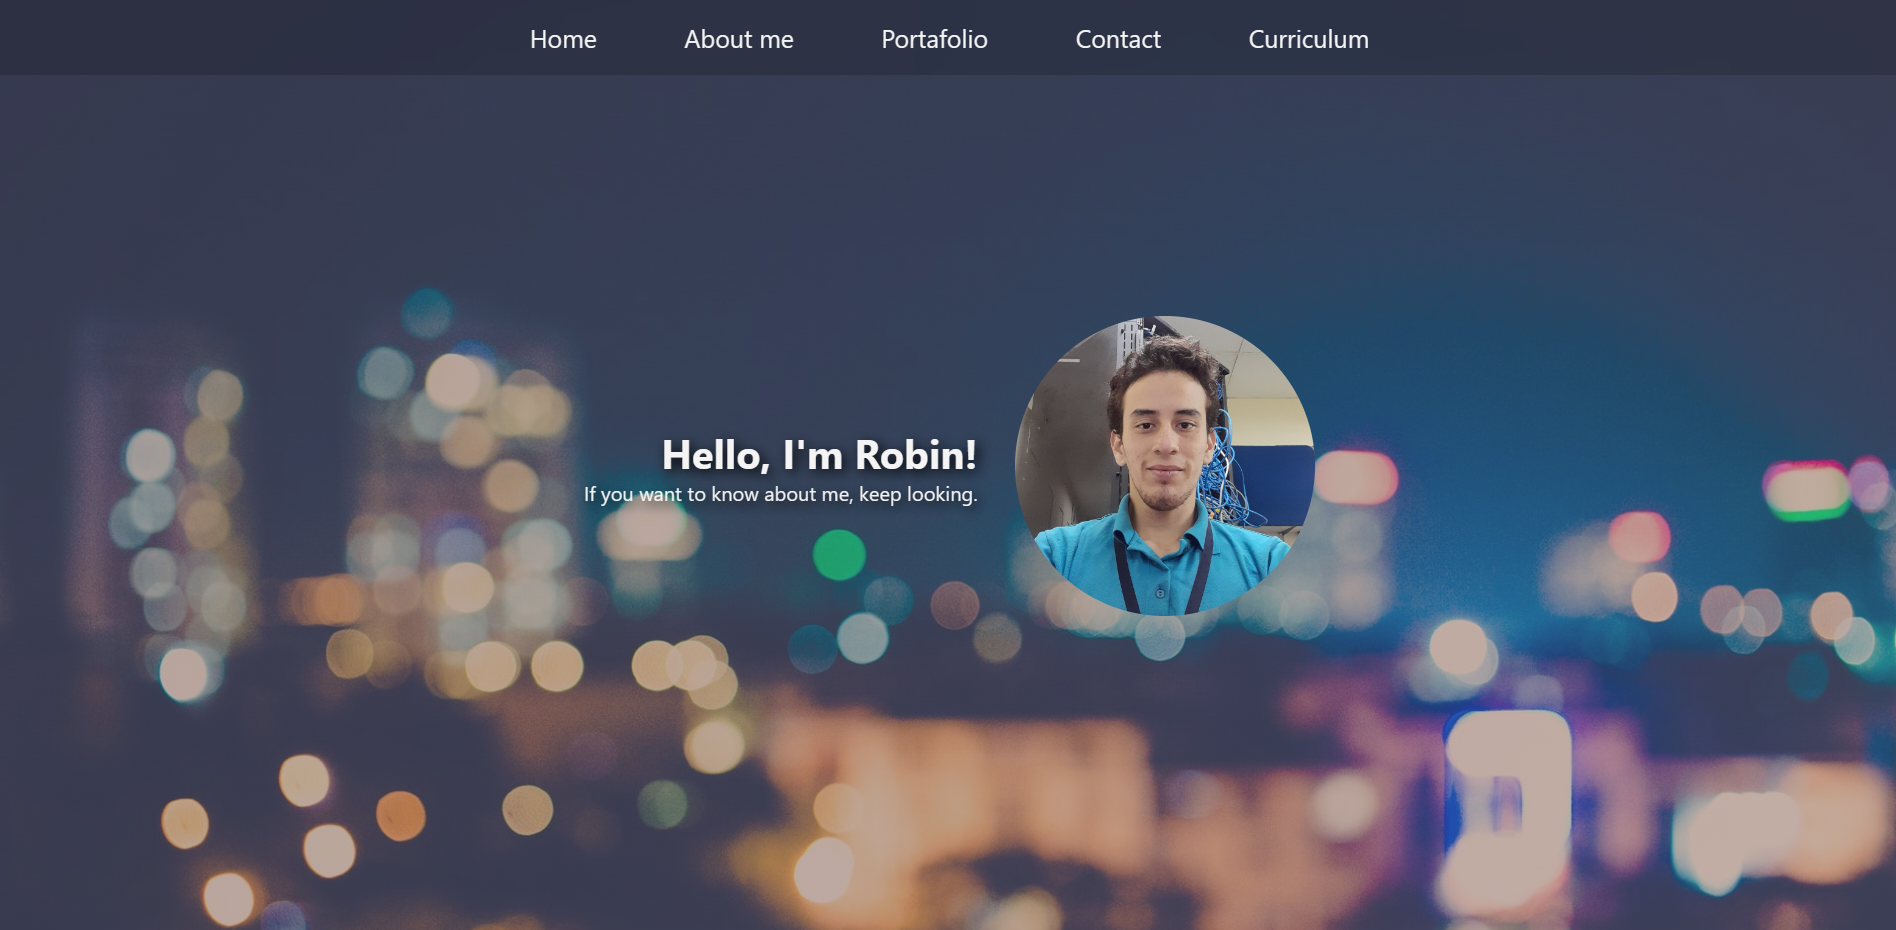 Home About me Portafolio Contact Curriculum
Hello, I'm Robin!
If you want to know about me, keep looking.